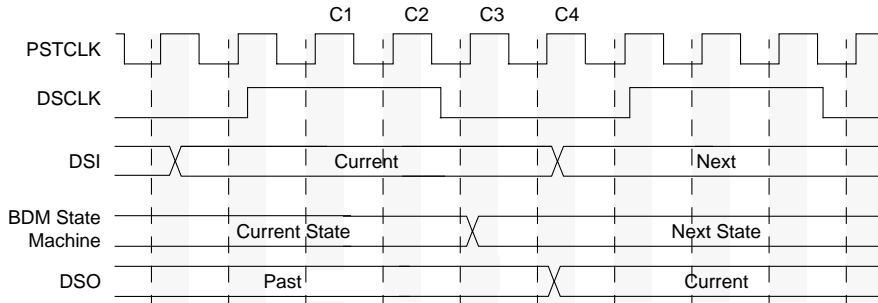 C1 C2 C3 C4
PSTCLK
DSCLK
DSI Current Next
BDM State
Machine Current State Next State
DSO Past Current